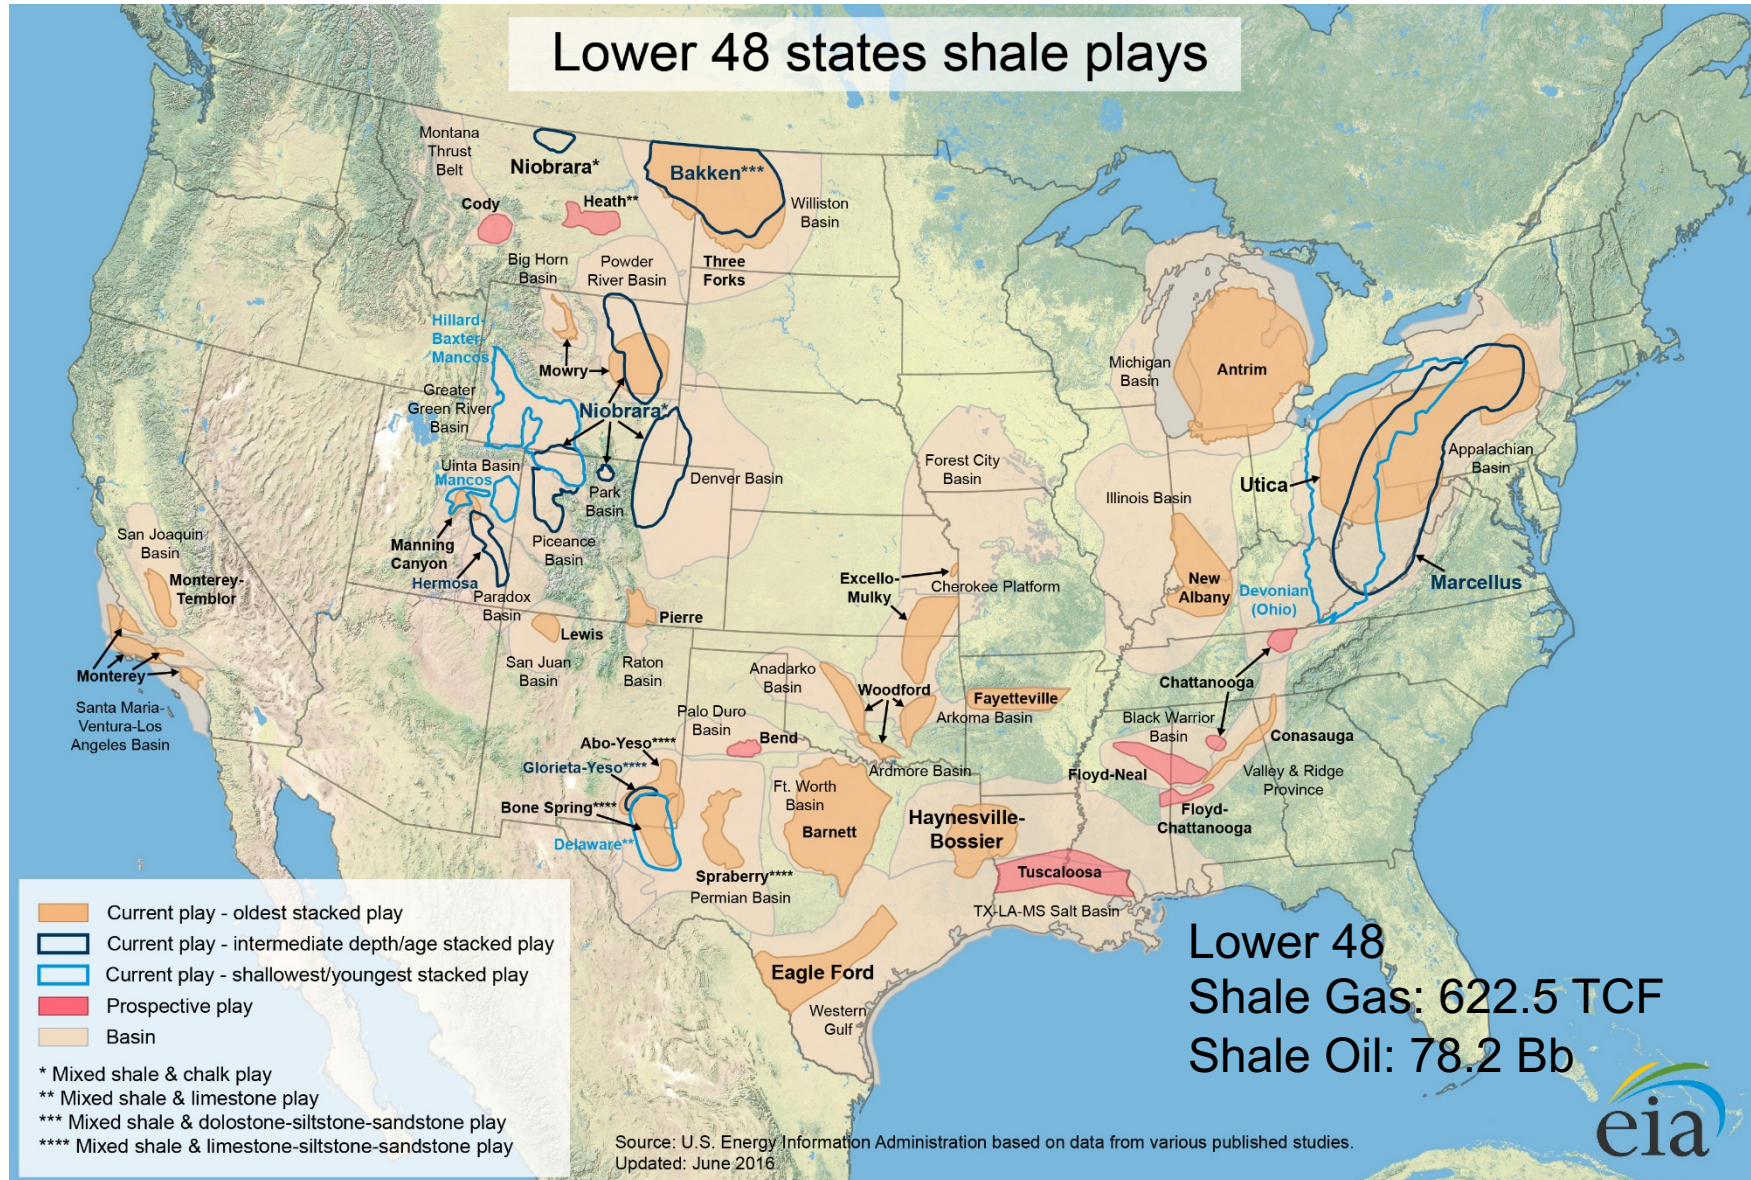 Lower 48 states shale plays
Montana
Thrust
Belt
Niobrara*
Bakken***
Cody
Heath**
Williston
Basin
Big Horn
Basin
Powder
River Basin
Three
Forks
Hillard-
Baxter-
Mancos
Mowry
Greater
Green River
Basin
Niobrara*
Michigan
Basin
Antrim
Uinta Basin
Mancos
Park
Basin
Denver Basin
Forest City
Basin
Illinois Basin
Utica
Appalachian
Basin
San Joaquin
Basin
Manning
Canyon
Piceance
Basin
Hermosa
Monterey-
Temblor
Paradox
Basin
Excello-
Mulky
Cherokee Platform
New
Albany
Devonian
(Ohio)
Marcellus
Pierre
Lewis
San Juan
Basin
Raton
Basin
Monterey
Anadarko
Basin
Woodford
Fayetteville
Arkoma Basin
Chattanooga
Santa Maria-
Ventura-Los
Angeles Basin
Palo Duro
Basin
Bend
Black Warrior
Basin
Conasauga
Abo-Yeso****
Glorieta-Yeso****
Ardmore Basin
Floyd-Neal
Valley & Ridge
Province
Bone Spring****
Ft. Worth
Basin
Barnett
Haynesville-
Bossier
Floyd-
Chattanooga
Delaware**
Spraberry****
Permian Basin
Tuscaloosa
TX-LA-MS Salt Basin
Eagle Ford
Western
Gulf
Current play - oldest stacked play
Current play - intermediate depth/age stacked play
Current play - shallowest/youngest stacked play
Prospective play
Basin
* Mixed shale & chalk play
** Mixed shale & limestone play
*** Mixed shale & dolostone-siltstone-sandstone play
**** Mixed shale & limestone-siltstone-sandstone play
Lower 48
Shale Gas: 622.5 TCF
Shale Oil: 78.2 Bb
Source: U.S. Energy Information Administration based on data from various published studies.
Updated: June 2016
eia